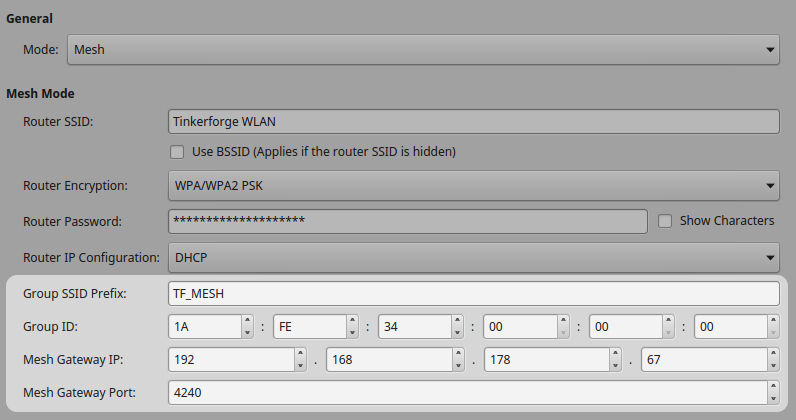 General
Mode: Mesh
Mesh Mode
Router SSID: Tinkerforge WLAN
Use BSSID (Applies if the router SSID is hidden)
Router Encryption: WPA/WPA2 PSK
Router Password: ******************** Show Characters
Router IP Configuration: DHCP
Group SSID Prefix: TF_MESH
Group ID: 1A : FE : 34 : 00 : 00 : 00
Mesh Gateway IP: 192 . 168 . 178 . 67
Mesh Gateway Port: 4240